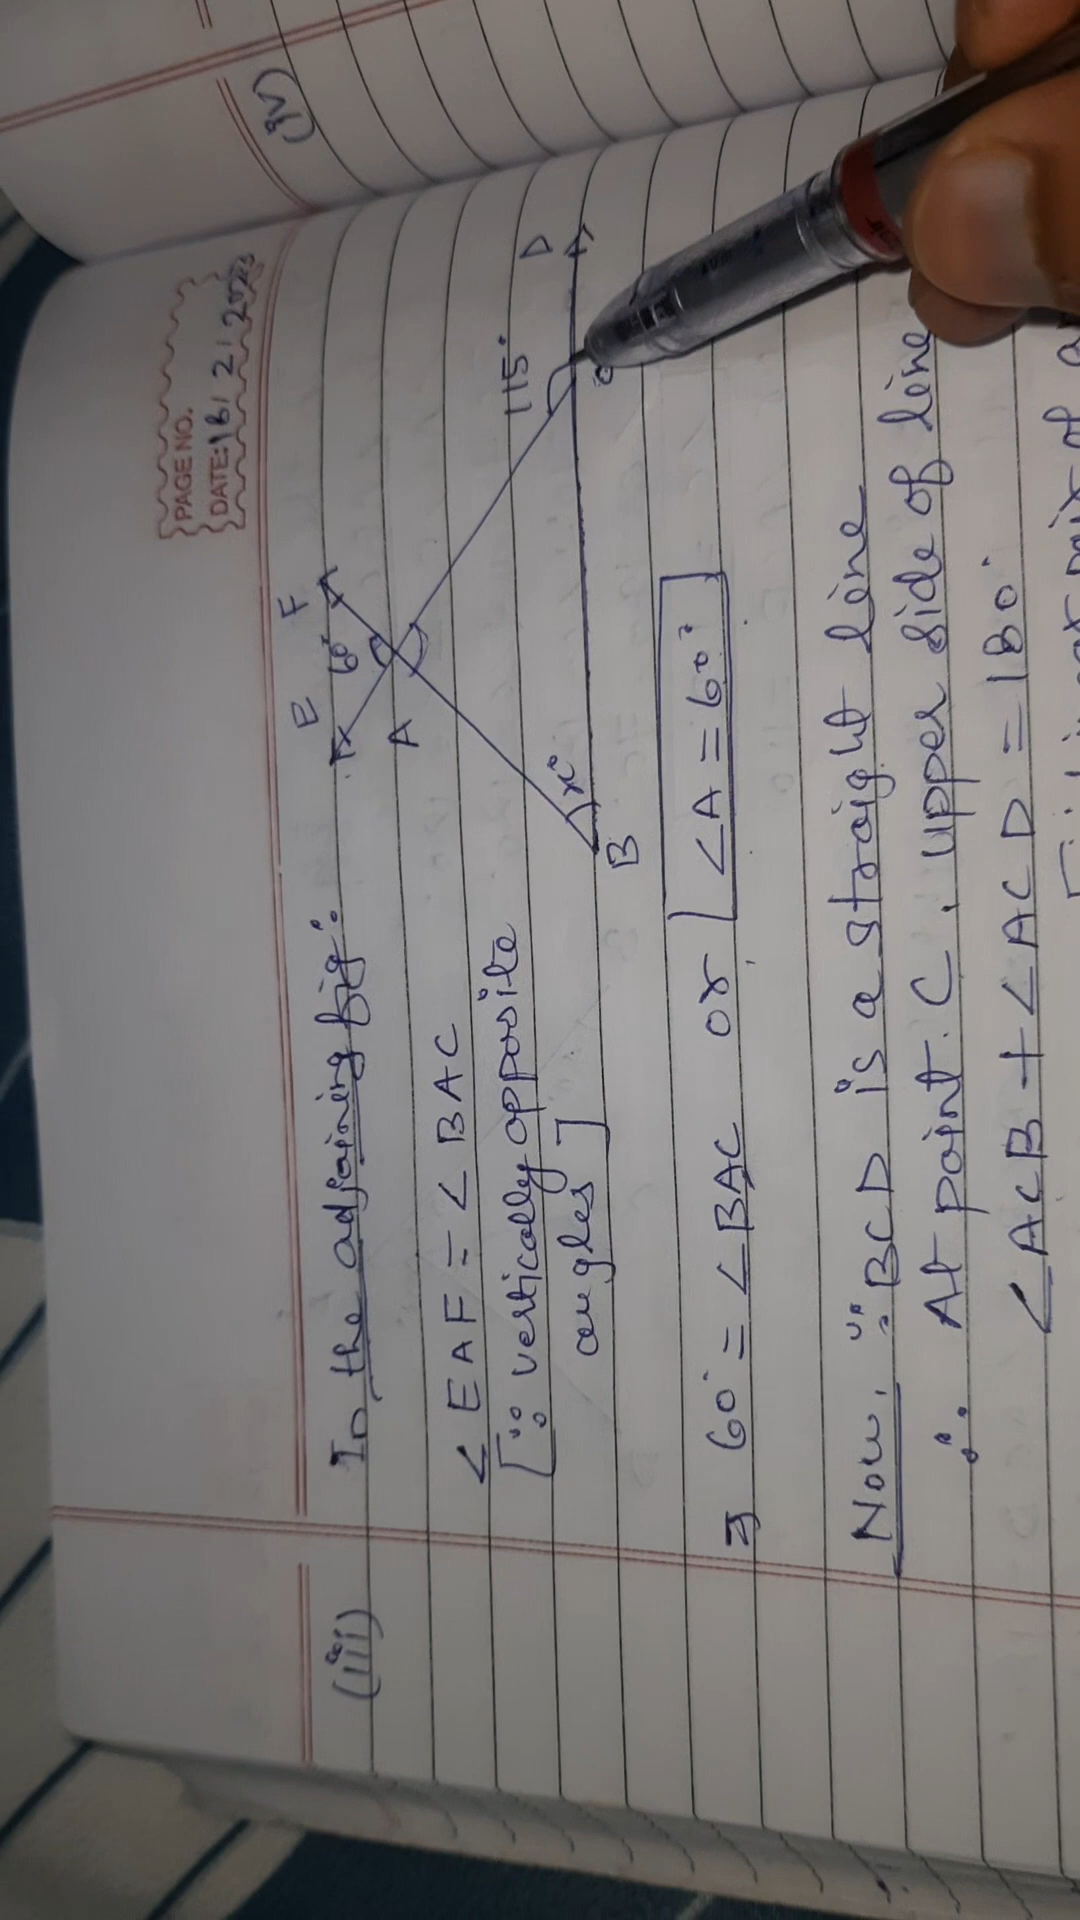 PAGE NO.
DATE: 16/2/2023
(iii) In the adjoining fig:
∠EAF = ∠BAC
[∵ vertically opposite
angles]
E F
60°
A
115°
D
x°
B
⇒ 60° = ∠BAC or ∠A = 60°
Now, ∵ BCD is a straight line
∴ At point C, upper side of line
∠ACB + ∠ACD = 180°
(iv)